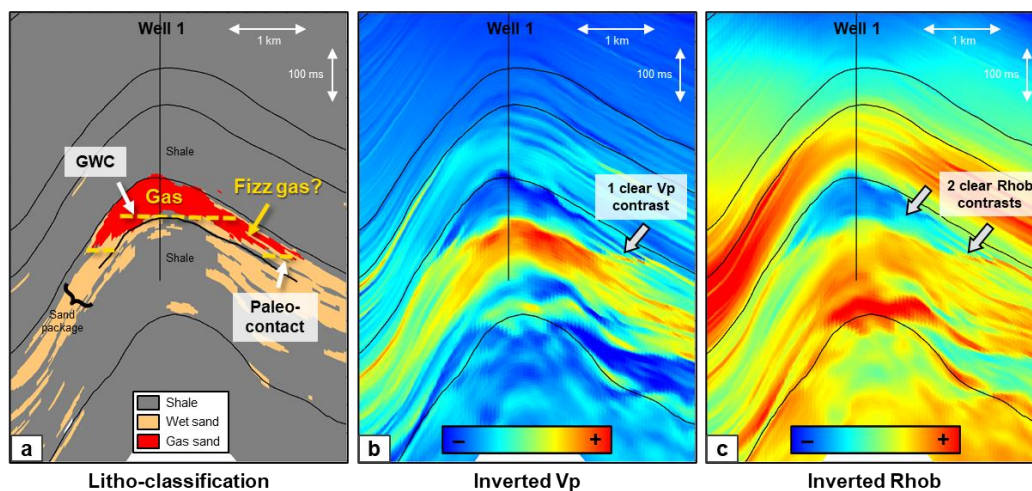 Well 1
1 km
100 ms
Shale
GWC
Gas
Fizz gas?
Shale
Paleo-
contact
Sand
package
Shale
Wet sand
Gas sand
a
Litho-classification
Well 1
1 km
100 ms
1 clear Vp
contrast
–
+
b
Inverted Vp
Well 1
1 km
100 ms
2 clear Rhob
contrasts
–
+
c
Inverted Rhob